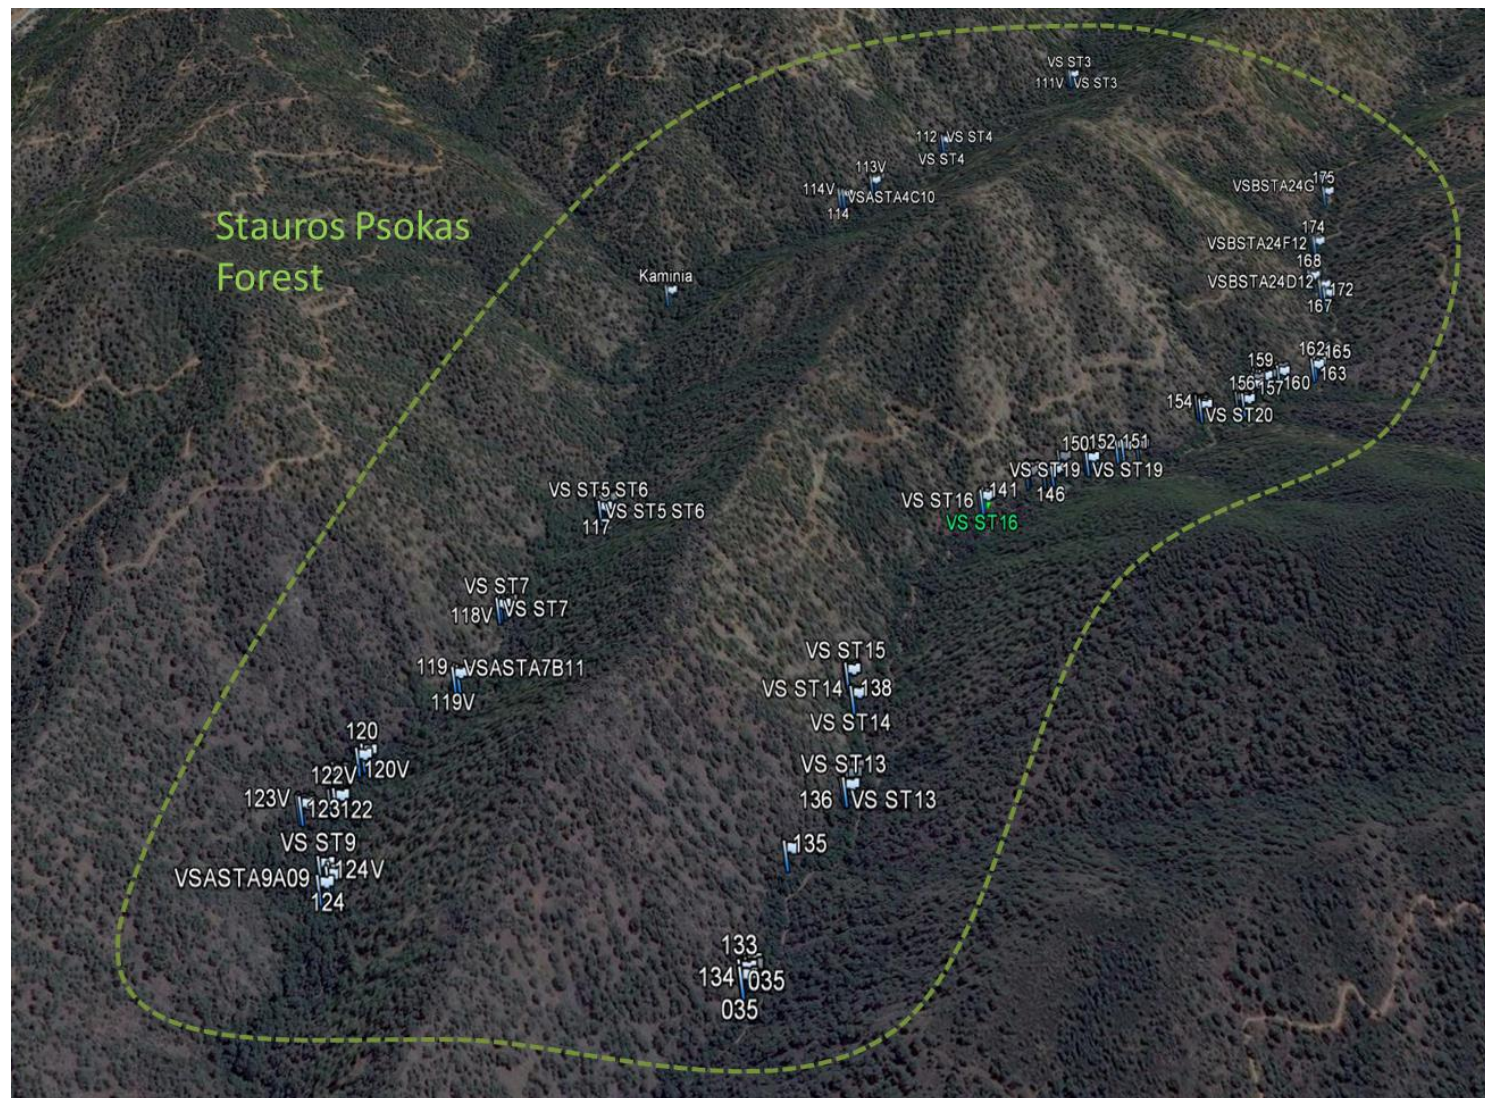 VS ST3
111V VS ST3
112 VS ST4
VS ST4
113V
114V VSASTA4C10
114
175
VSBSTA24G
174
VSBSTA24F12
168
VSBSTA24D12 172
167
Stauros Psokas
Forest
Kaminia
162 165
163
159
156 157 160
154 VS ST20
150 152 151
VS ST19 VS ST19
146
VS ST16 141
VS ST16
VS ST5 ST6
VS ST5 ST6
117
VS ST7
118V VS ST7
119 VSASTA7B11
119V
VS ST15
VS ST14 138
VS ST14
120
120V
122V
123V 123 122
VS ST13
136 VS ST13
VS ST9
124V
VSASTA9A09
124
135
133
134 035
035